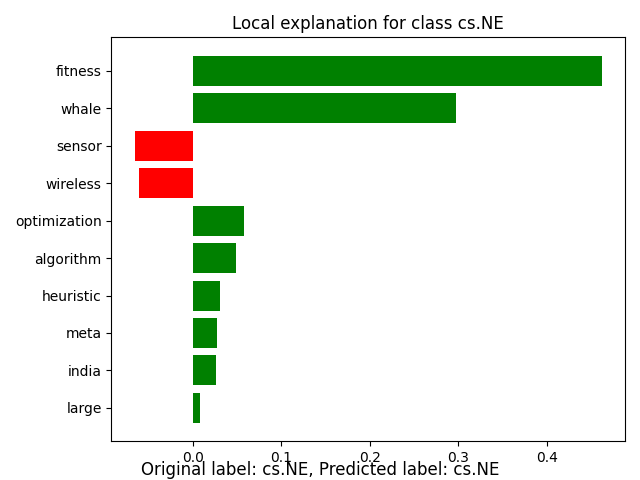 Local explanation for class cs.NE
fitness
whale
sensor
wireless
optimization
algorithm
heuristic
meta
india
large
0.0 0.1 0.2 0.3 0.4
Original label: cs.NE, Predicted label: cs.NE